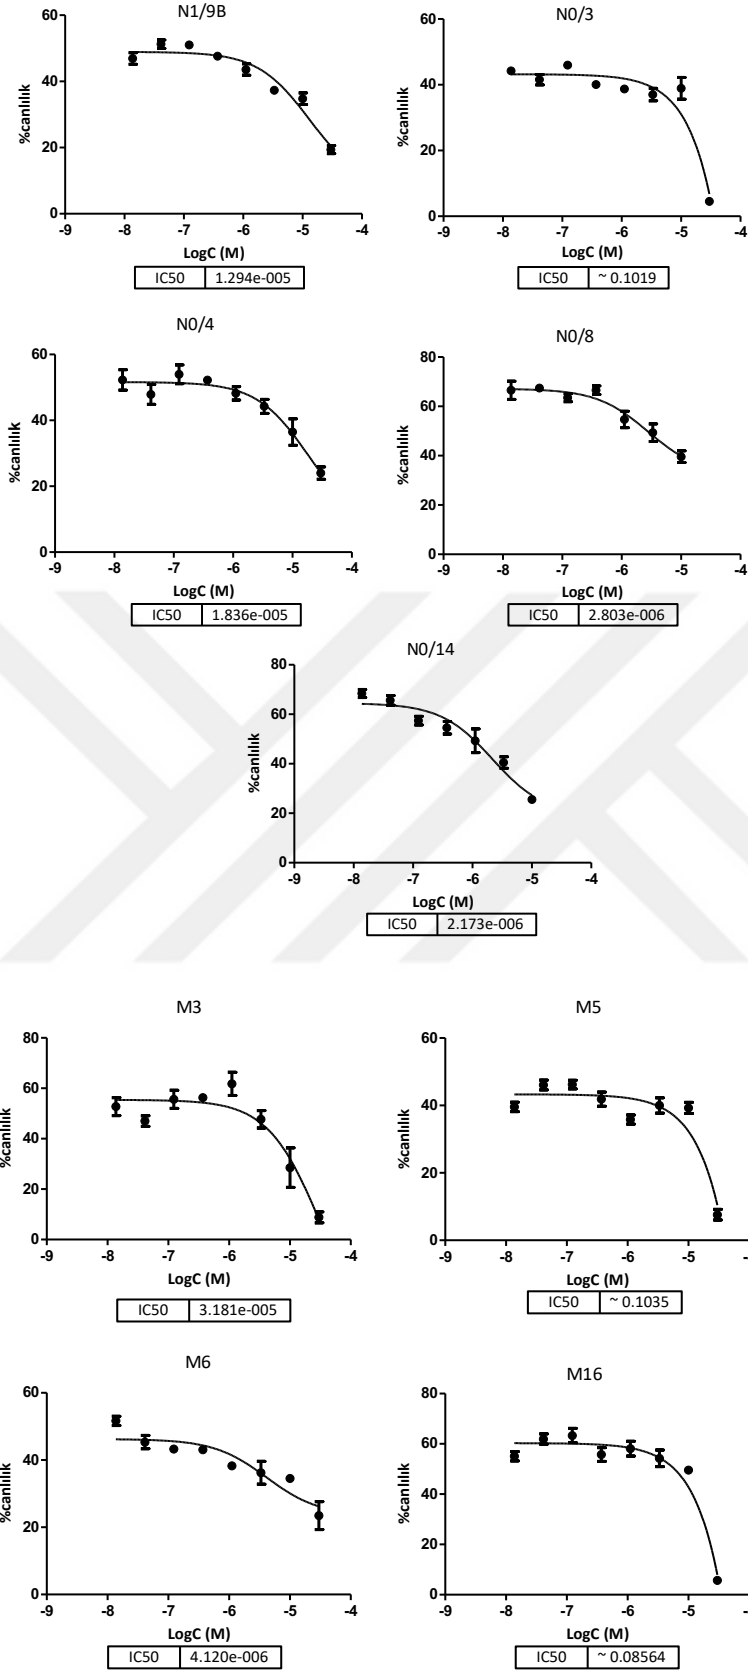 N1/9B
%canlılık
60
40
20
0
-9 -8 -7 -6 -5 -4
LogC (M)
IC50 1.294e-005
N0/3
%canlılık
60
40
20
0
-9 -8 -7 -6 -5 -4
LogC (M)
IC50 ~ 0.1019
N0/4
%canlılık
60
40
20
0
-9 -8 -7 -6 -5 -4
LogC (M)
IC50 1.836e-005
N0/8
%canlılık
80
60
40
20
0
-9 -8 -7 -6 -5 -4
LogC (M)
IC50 2.803e-006
N0/14
%canlılık
80
60
40
20
0
-9 -8 -7 -6 -5 -4
LogC (M)
IC50 2.173e-006
M3
%canlılık
80
60
40
20
0
-9 -8 -7 -6 -5 -4
LogC (M)
IC50 3.181e-005
M5
%canlılık
60
40
20
0
-9 -8 -7 -6 -5 -4
LogC (M)
IC50 ~ 0.1035
M6
%canlılık
60
40
20
0
-9 -8 -7 -6 -5 -4
LogC (M)
IC50 4.120e-006
M16
%canlılık
80
60
40
20
0
-9 -8 -7 -6 -5 -4
LogC (M)
IC50 ~ 0.08564